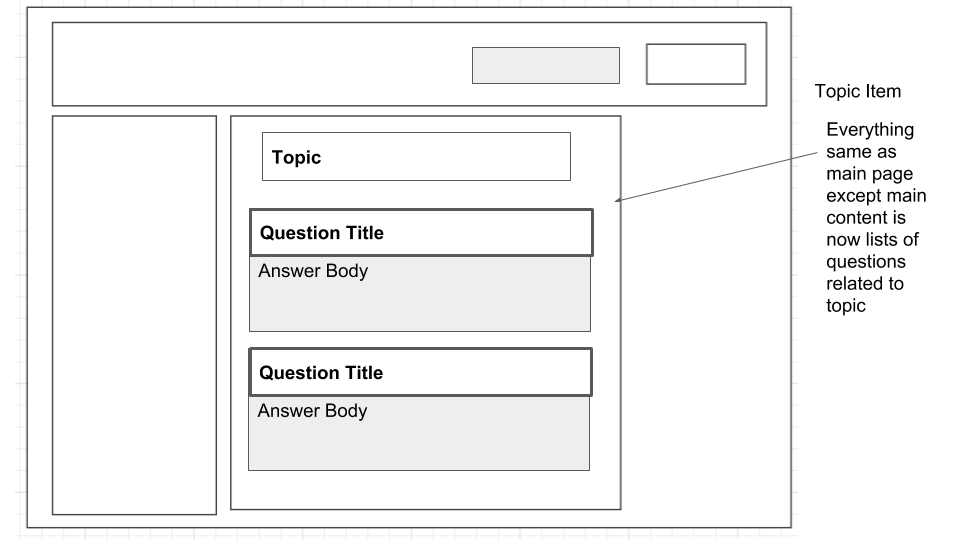 Topic Item
Everything
same as
main page
except main
content is
now lists of
questions
related to
topic
Topic
Question Title
Answer Body
Question Title
Answer Body